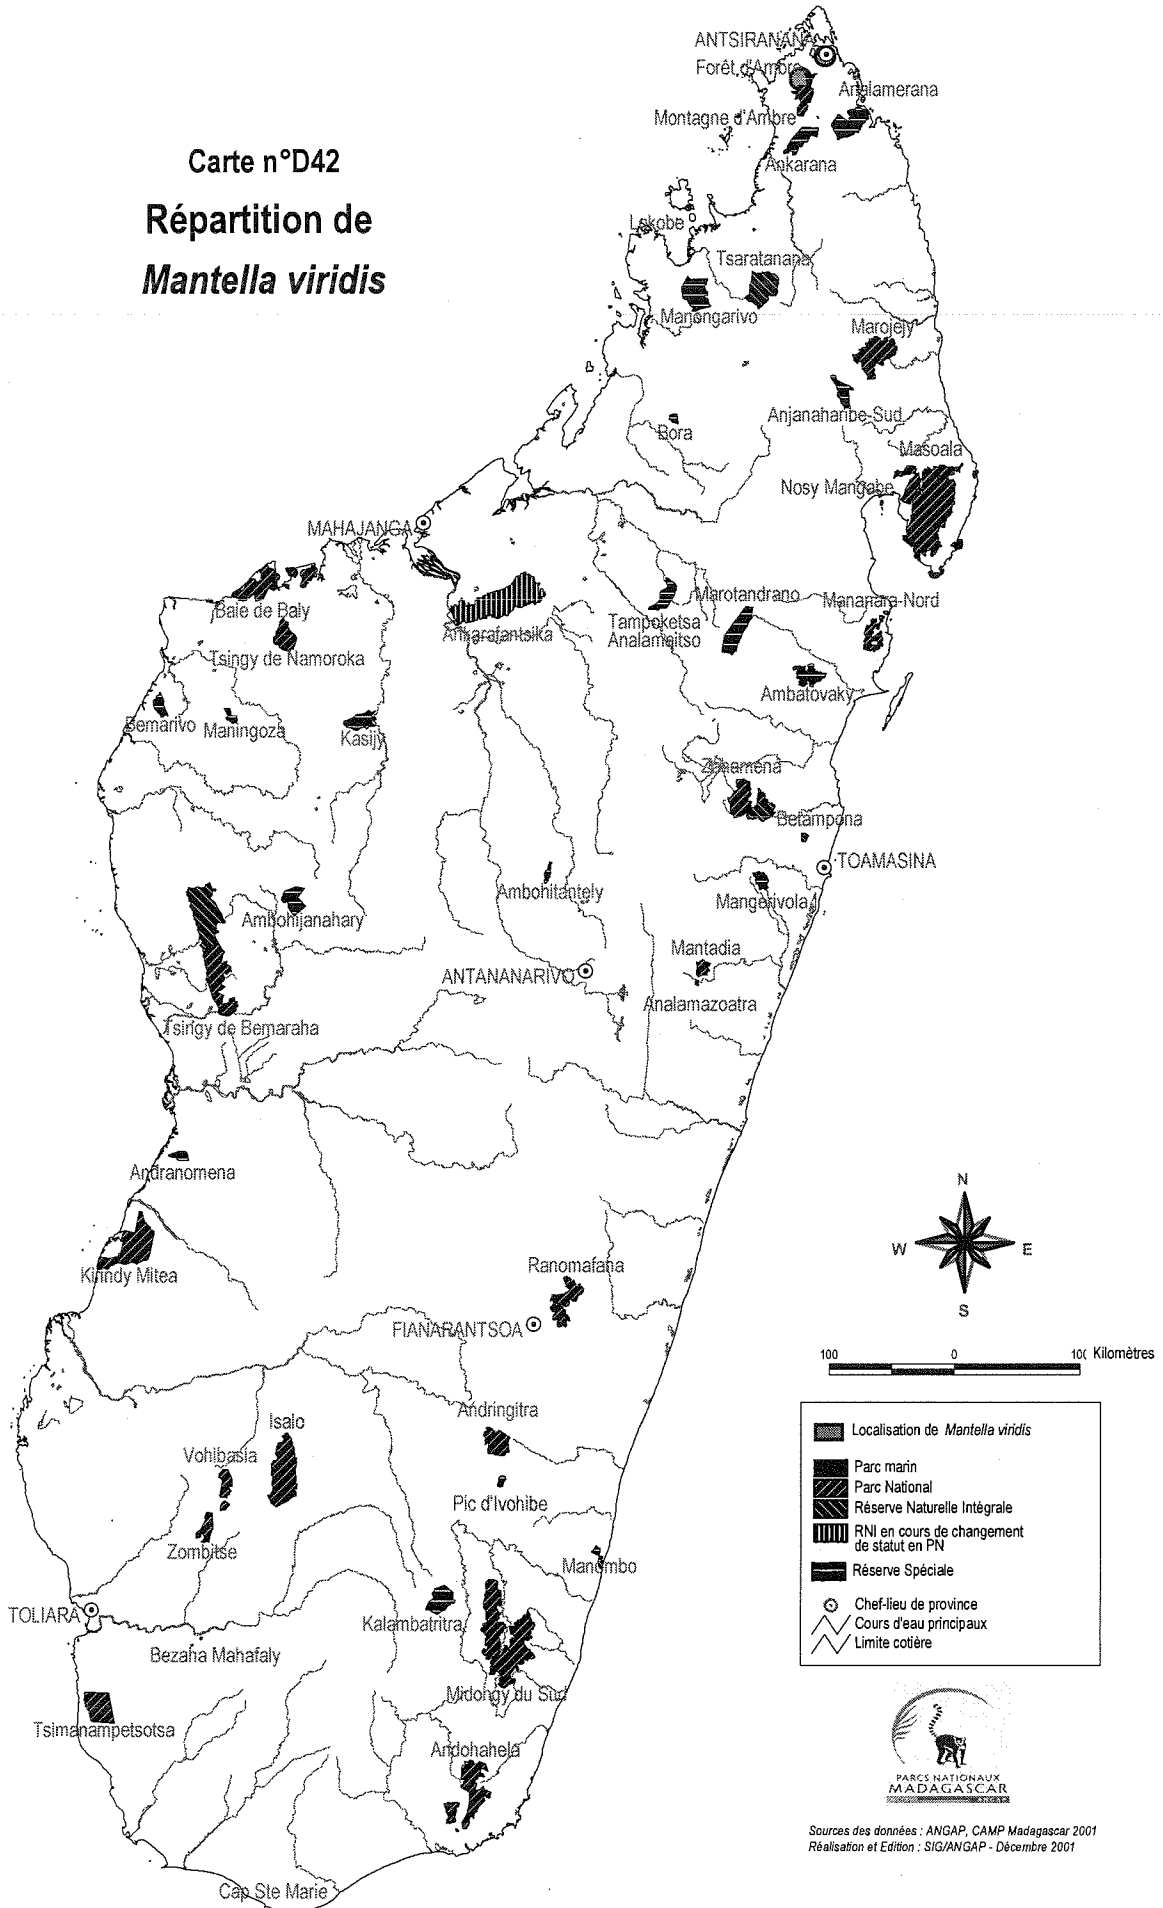 Carte n°D42
Répartition de
Mantella viridis
ANTSIRANANA
Forêt d'Ambre
Analamerana
Montagne d'Ambre
Ankarana
Lokobe
Tsaratanana
Manongarivo
Marojejy
Anjanaharibe-Sud
Bora
Masoala
Nosy Mangabe
MAHAJANGA
Baie de Baly
Ankarafantsika
Tampoketsa
Analamaitso
Marotandrano
Mananara-Nord
Tsingy de Namoroka
Ambatovaky
Bemarivo
Maningoza
Kasijy
Zahamena
Betampona
TOAMASINA
Ambohitantely
Mangerivola
Ambohijanahary
Mantadia
ANTANANARIVO
Analamazoatra
Tsingy de Bemaraha
Andranomena
Kirindy Mitea
Ranomafana
FIANARANTSOA
Andringitra
Isalo
Vohibasia
Pic d'Ivohibe
Zombitse
Manombo
TOLIARA
Kalambatritra
Bezaha Mahafaly
Midongy du Sud
Tsimanampetsotsa
Andohahela
Cap Ste Marie
N
W E
S
100 0 100 Kilomètres
Localisation de Mantella viridis
Parc marin
Parc National
Réserve Naturelle Intégrale
RNI en cours de changement
de statut en PN
Réserve Spéciale
Chef-lieu de province
Cours d'eau principaux
Limite cotière
PARCS NATIONAUX
MADAGASCAR
Sources des données : ANGAP, CAMP Madagascar 2001
Réalisation et Edition : SIG/ANGAP - Décembre 2001